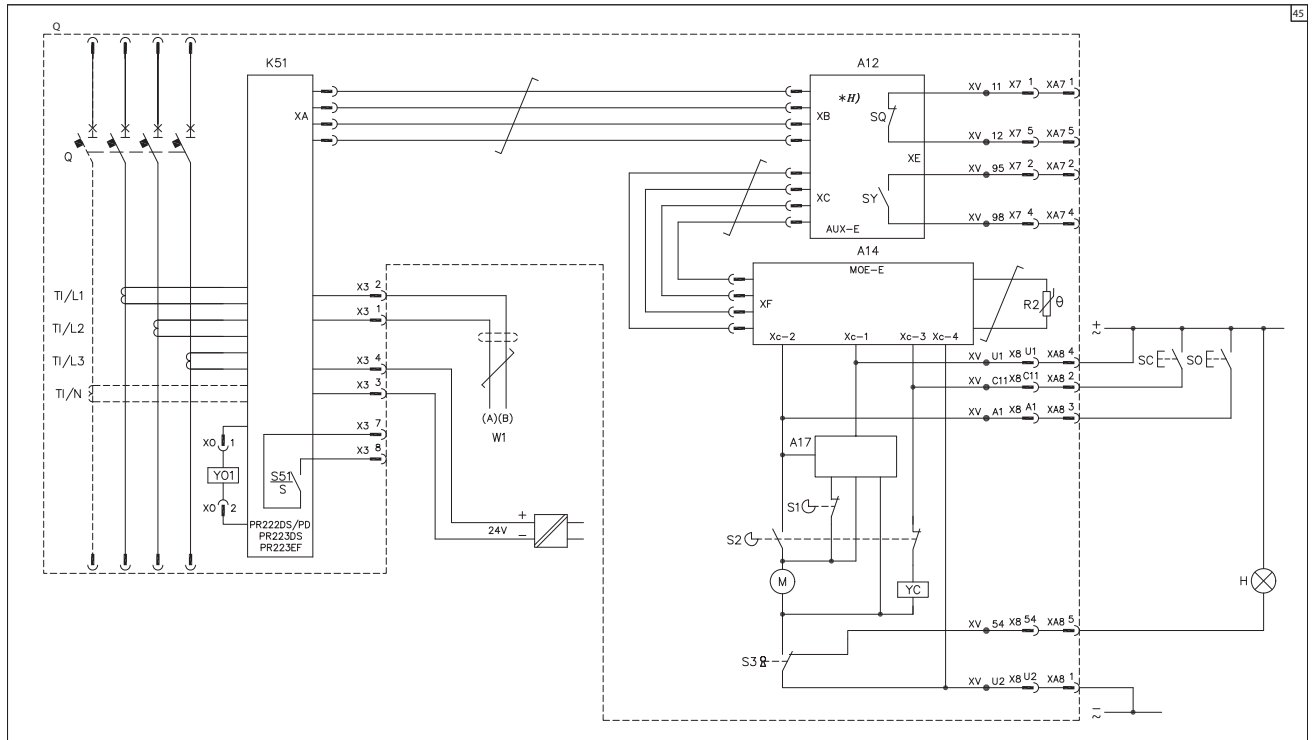 45
Q
K51
A12
XA
XB
*H)
SQ
XE
XV 11 X7 1 XA7 1
XV 12 X7 5 XA7 5
Q
XV 95 X7 2 XA7 2
XC
SY
XV 98 X7 4 XA7 4
AUX-E
A14
MOE-E
TI/L1
X3 2
XF
R2 θ
TI/L2
X3 1
Xc-2 Xc-1 Xc-3 Xc-4
+
~
TI/L3
X3 4
XV U1 X8 U1 XA8 4
SC SO
TI/N
X3 3
XV C11 X8 C11 XA8 2
(A)(B)
W1
XV A1 X8 A1 XA8 3
X3 7
X0 1
A17
X3 8
YO1
S51
S
X0 2
S1
PR222DS/PD
PR223DS
PR223EF
+
24V
−
S2
M
YC
H
XV 54 X8 54 XA8 5
S3
XV U2 X8 U2 XA8 1
−
~